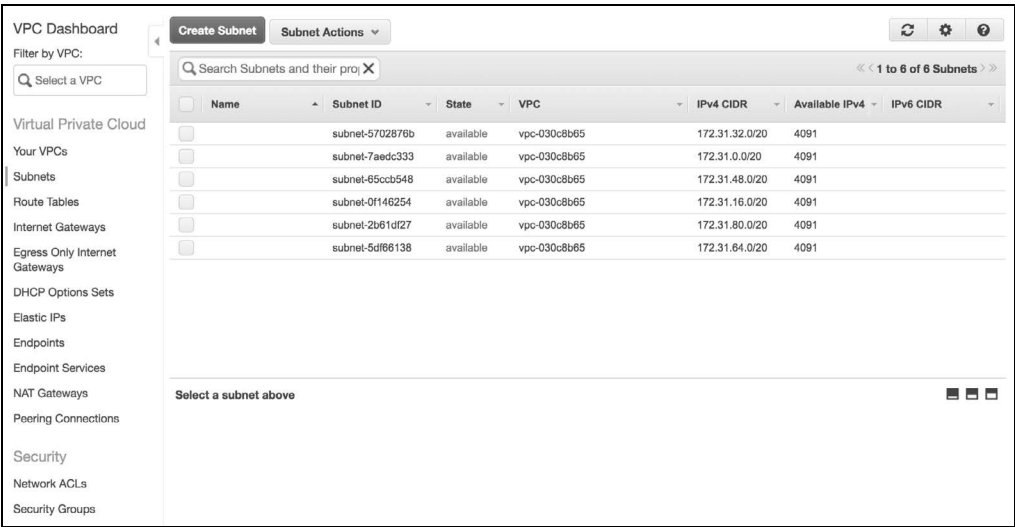 VPC Dashboard
Filter by VPC:
Select a VPC
Virtual Private Cloud
Your VPCs
Subnets
Route Tables
Internet Gateways
Egress Only Internet
Gateways
DHCP Options Sets
Elastic IPs
Endpoints
Endpoint Services
NAT Gateways
Peering Connections
Security
Network ACLs
Security Groups
Create Subnet Subnet Actions
Search Subnets and their pro 1 to 6 of 6 Subnets
Name Subnet ID State VPC IPv4 CIDR Available IPv4 IPv6 CIDR
subnet-5702876b available vpc-030c8b65 172.31.32.0/20 4091
subnet-7aedc333 available vpc-030c8b65 172.31.0.0/20 4091
subnet-65ccb548 available vpc-030c8b65 172.31.48.0/20 4091
subnet-0f146254 available vpc-030c8b65 172.31.16.0/20 4091
subnet-2b61df27 available vpc-030c8b65 172.31.80.0/20 4091
subnet-5df66138 available vpc-030c8b65 172.31.64.0/20 4091
Select a subnet above